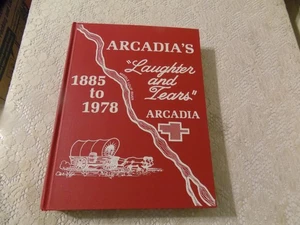 ARCADIA'S
"Laughter
and
Tears"
1885
to
1978
ARCADIA